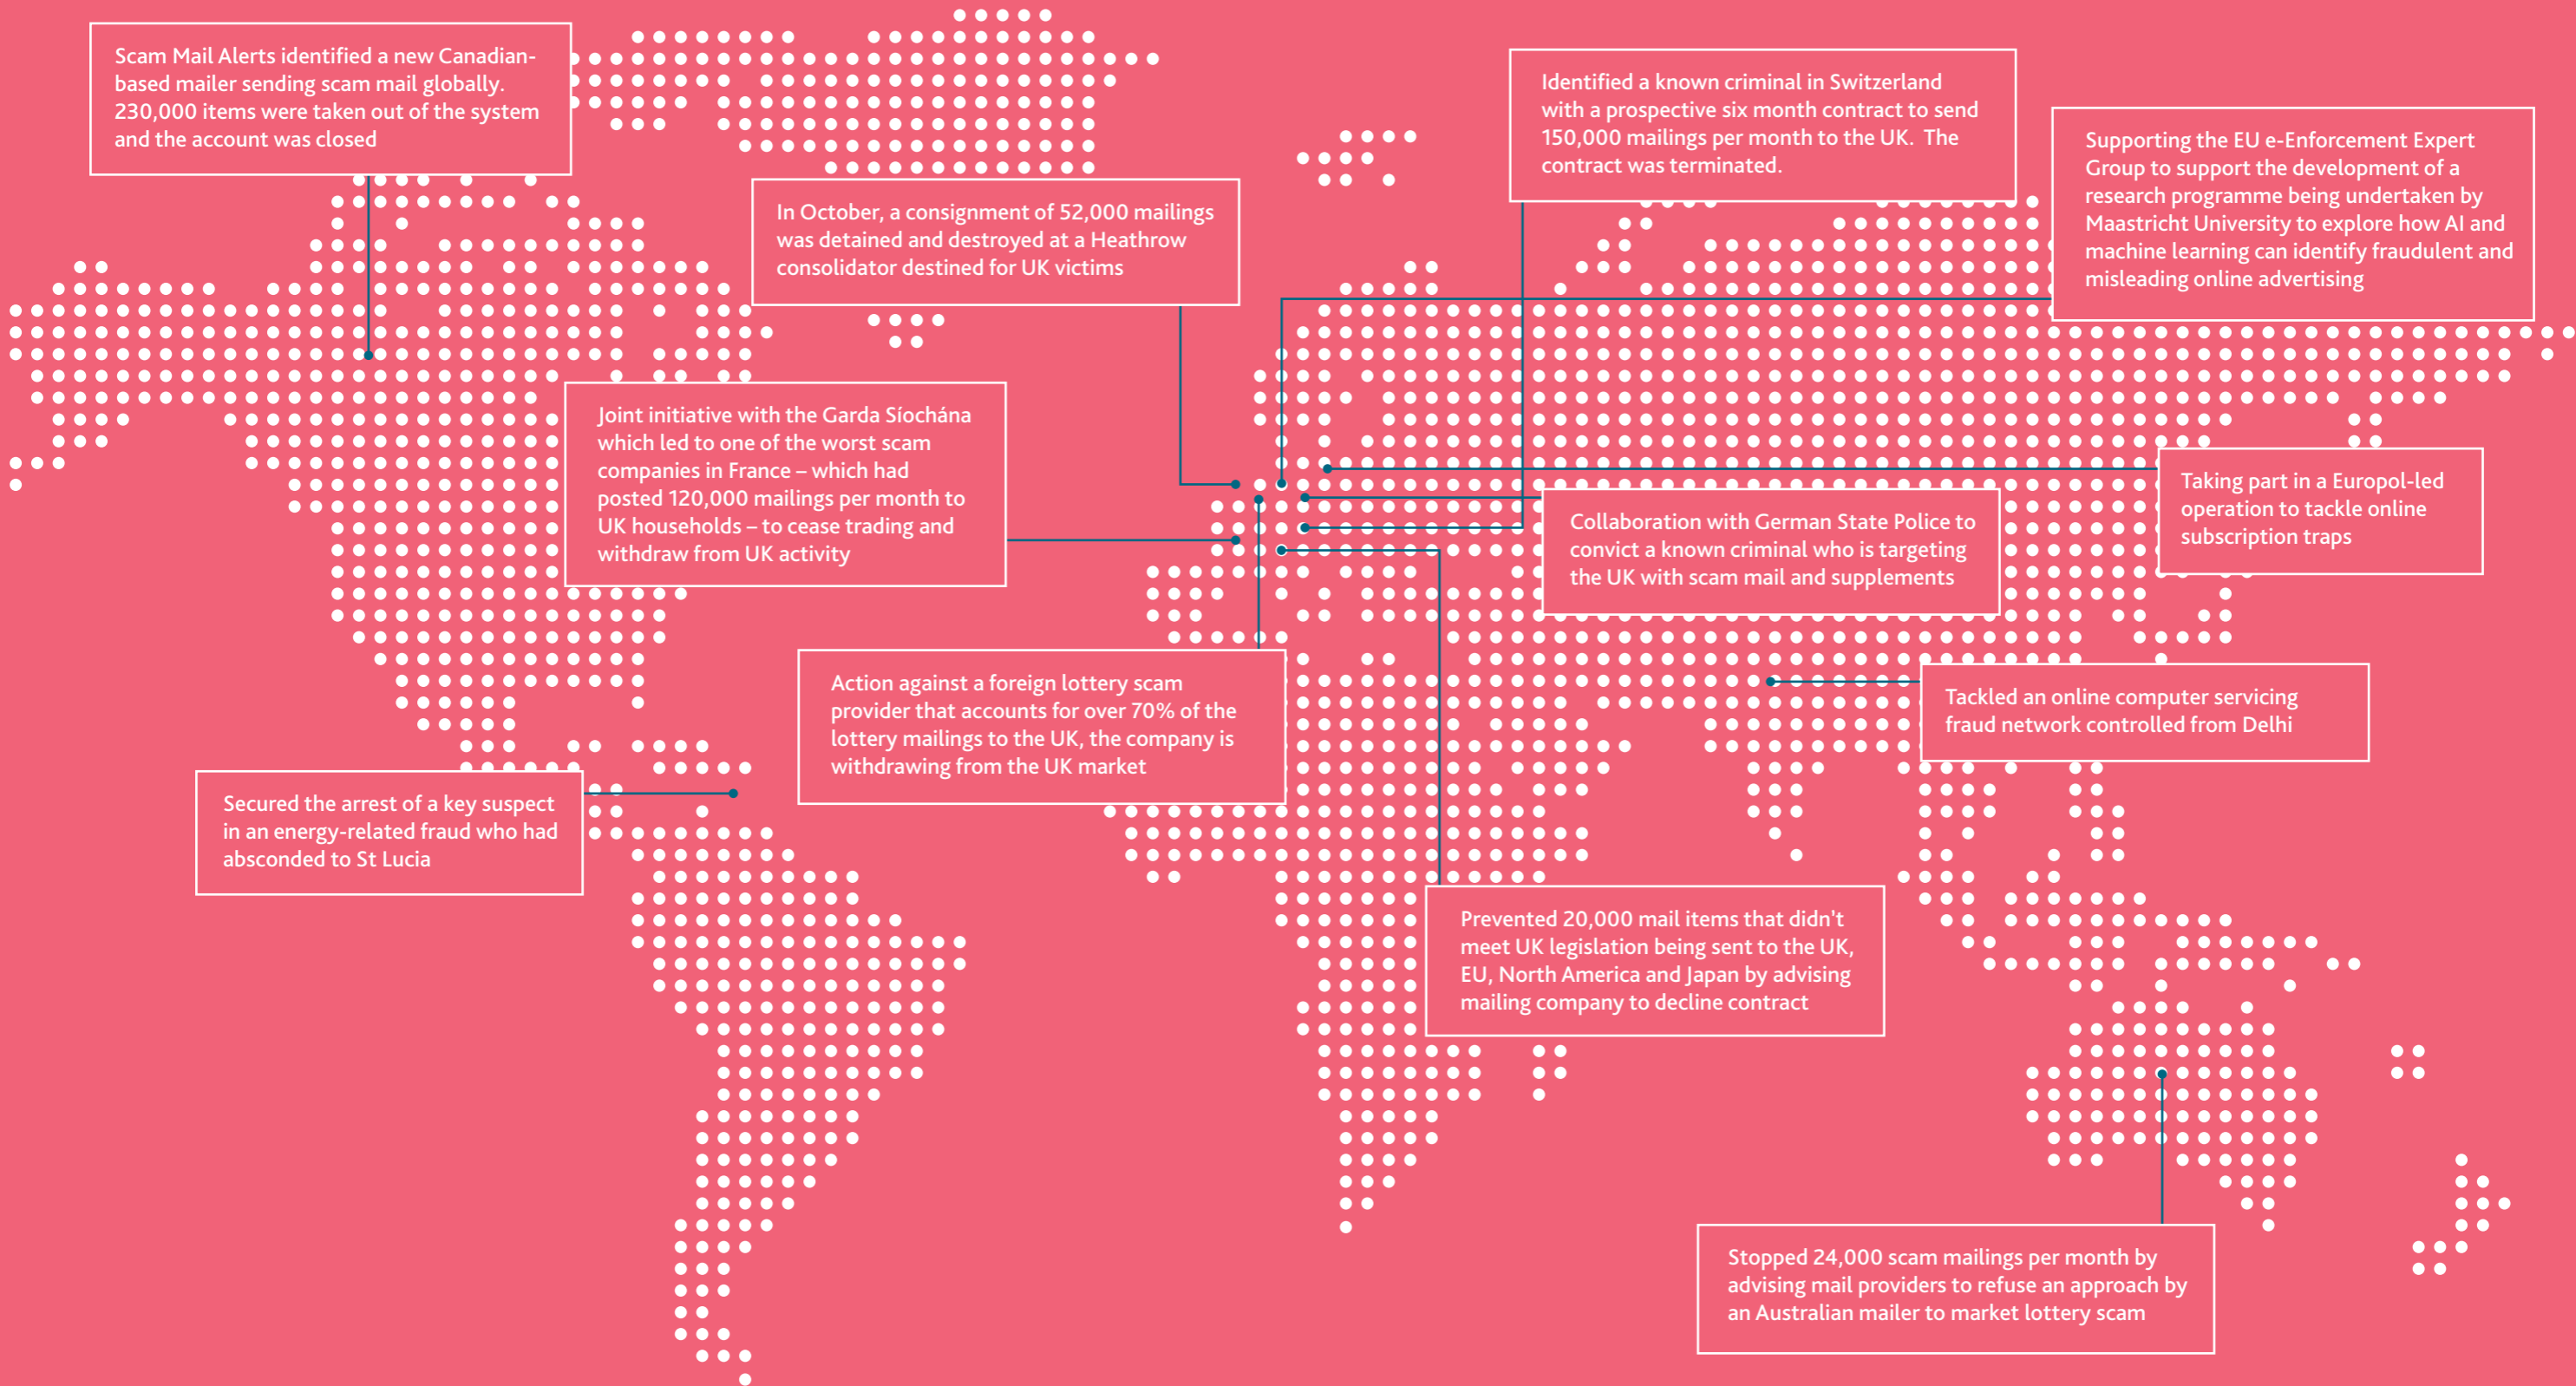 Scam Mail Alerts identified a new Canadian-
based mailer sending scam mail globally.
230,000 items were taken out of the system
and the account was closed
In October, a consignment of 52,000 mailings
was detained and destroyed at a Heathrow
consolidator destined for UK victims
Identified a known criminal in Switzerland
with a prospective six month contract to send
150,000 mailings per month to the UK.  The
contract was terminated.
Supporting the EU e-Enforcement Expert
Group to support the development of a
research programme being undertaken by
Maastricht University to explore how AI and
machine learning can identify fraudulent and
misleading online advertising
Joint initiative with the Garda Síochána
which led to one of the worst scam
companies in France – which had
posted 120,000 mailings per month to
UK households – to cease trading and
withdraw from UK activity
Taking part in a Europol-led
operation to tackle online
subscription traps
Collaboration with German State Police to
convict a known criminal who is targeting
the UK with scam mail and supplements
Action against a foreign lottery scam
provider that accounts for over 70% of the
lottery mailings to the UK, the company is
withdrawing from the UK market
Tackled an online computer servicing
fraud network controlled from Delhi
Secured the arrest of a key suspect
in an energy-related fraud who had
absconded to St Lucia
Prevented 20,000 mail items that didn't
meet UK legislation being sent to the UK,
EU, North America and Japan by advising
mailing company to decline contract
Stopped 24,000 scam mailings per month by
advising mail providers to refuse an approach by
an Australian mailer to market lottery scam